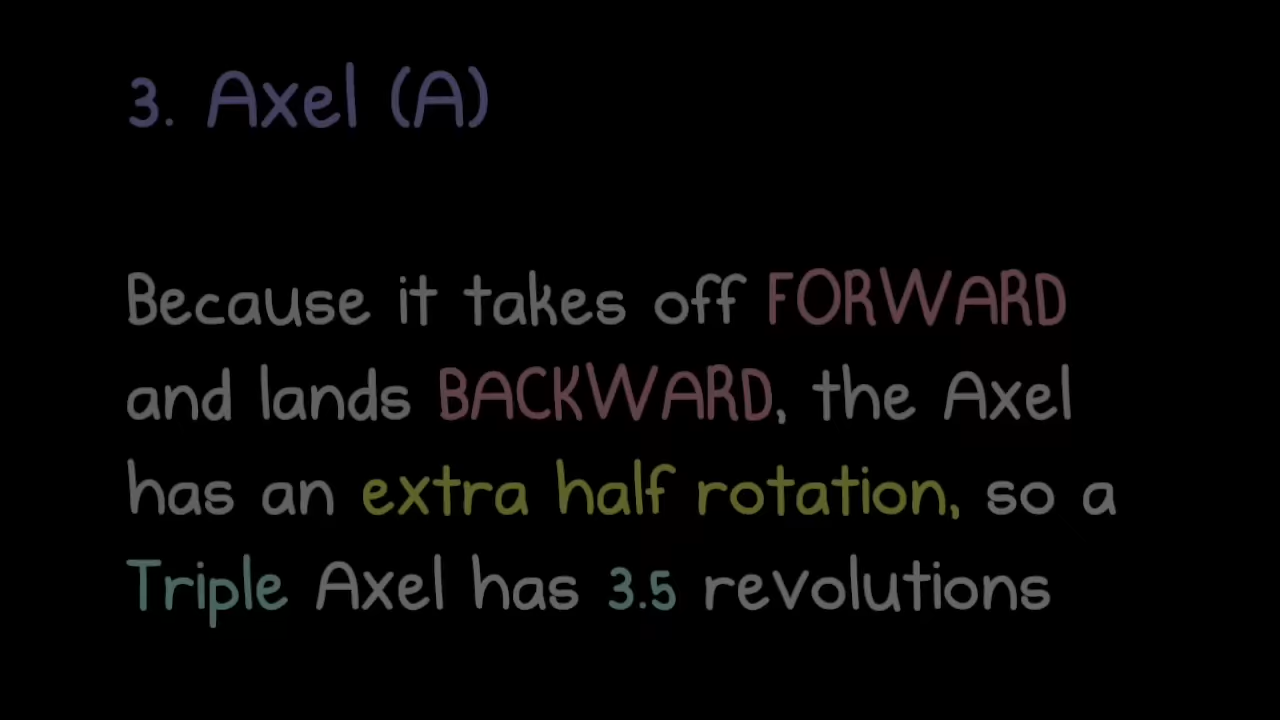 3. Axel (A)
Because it takes off FORWARD
and lands BACKWARD, the Axel
has an extra half rotation, so a
Triple Axel has 3.5 revolutions